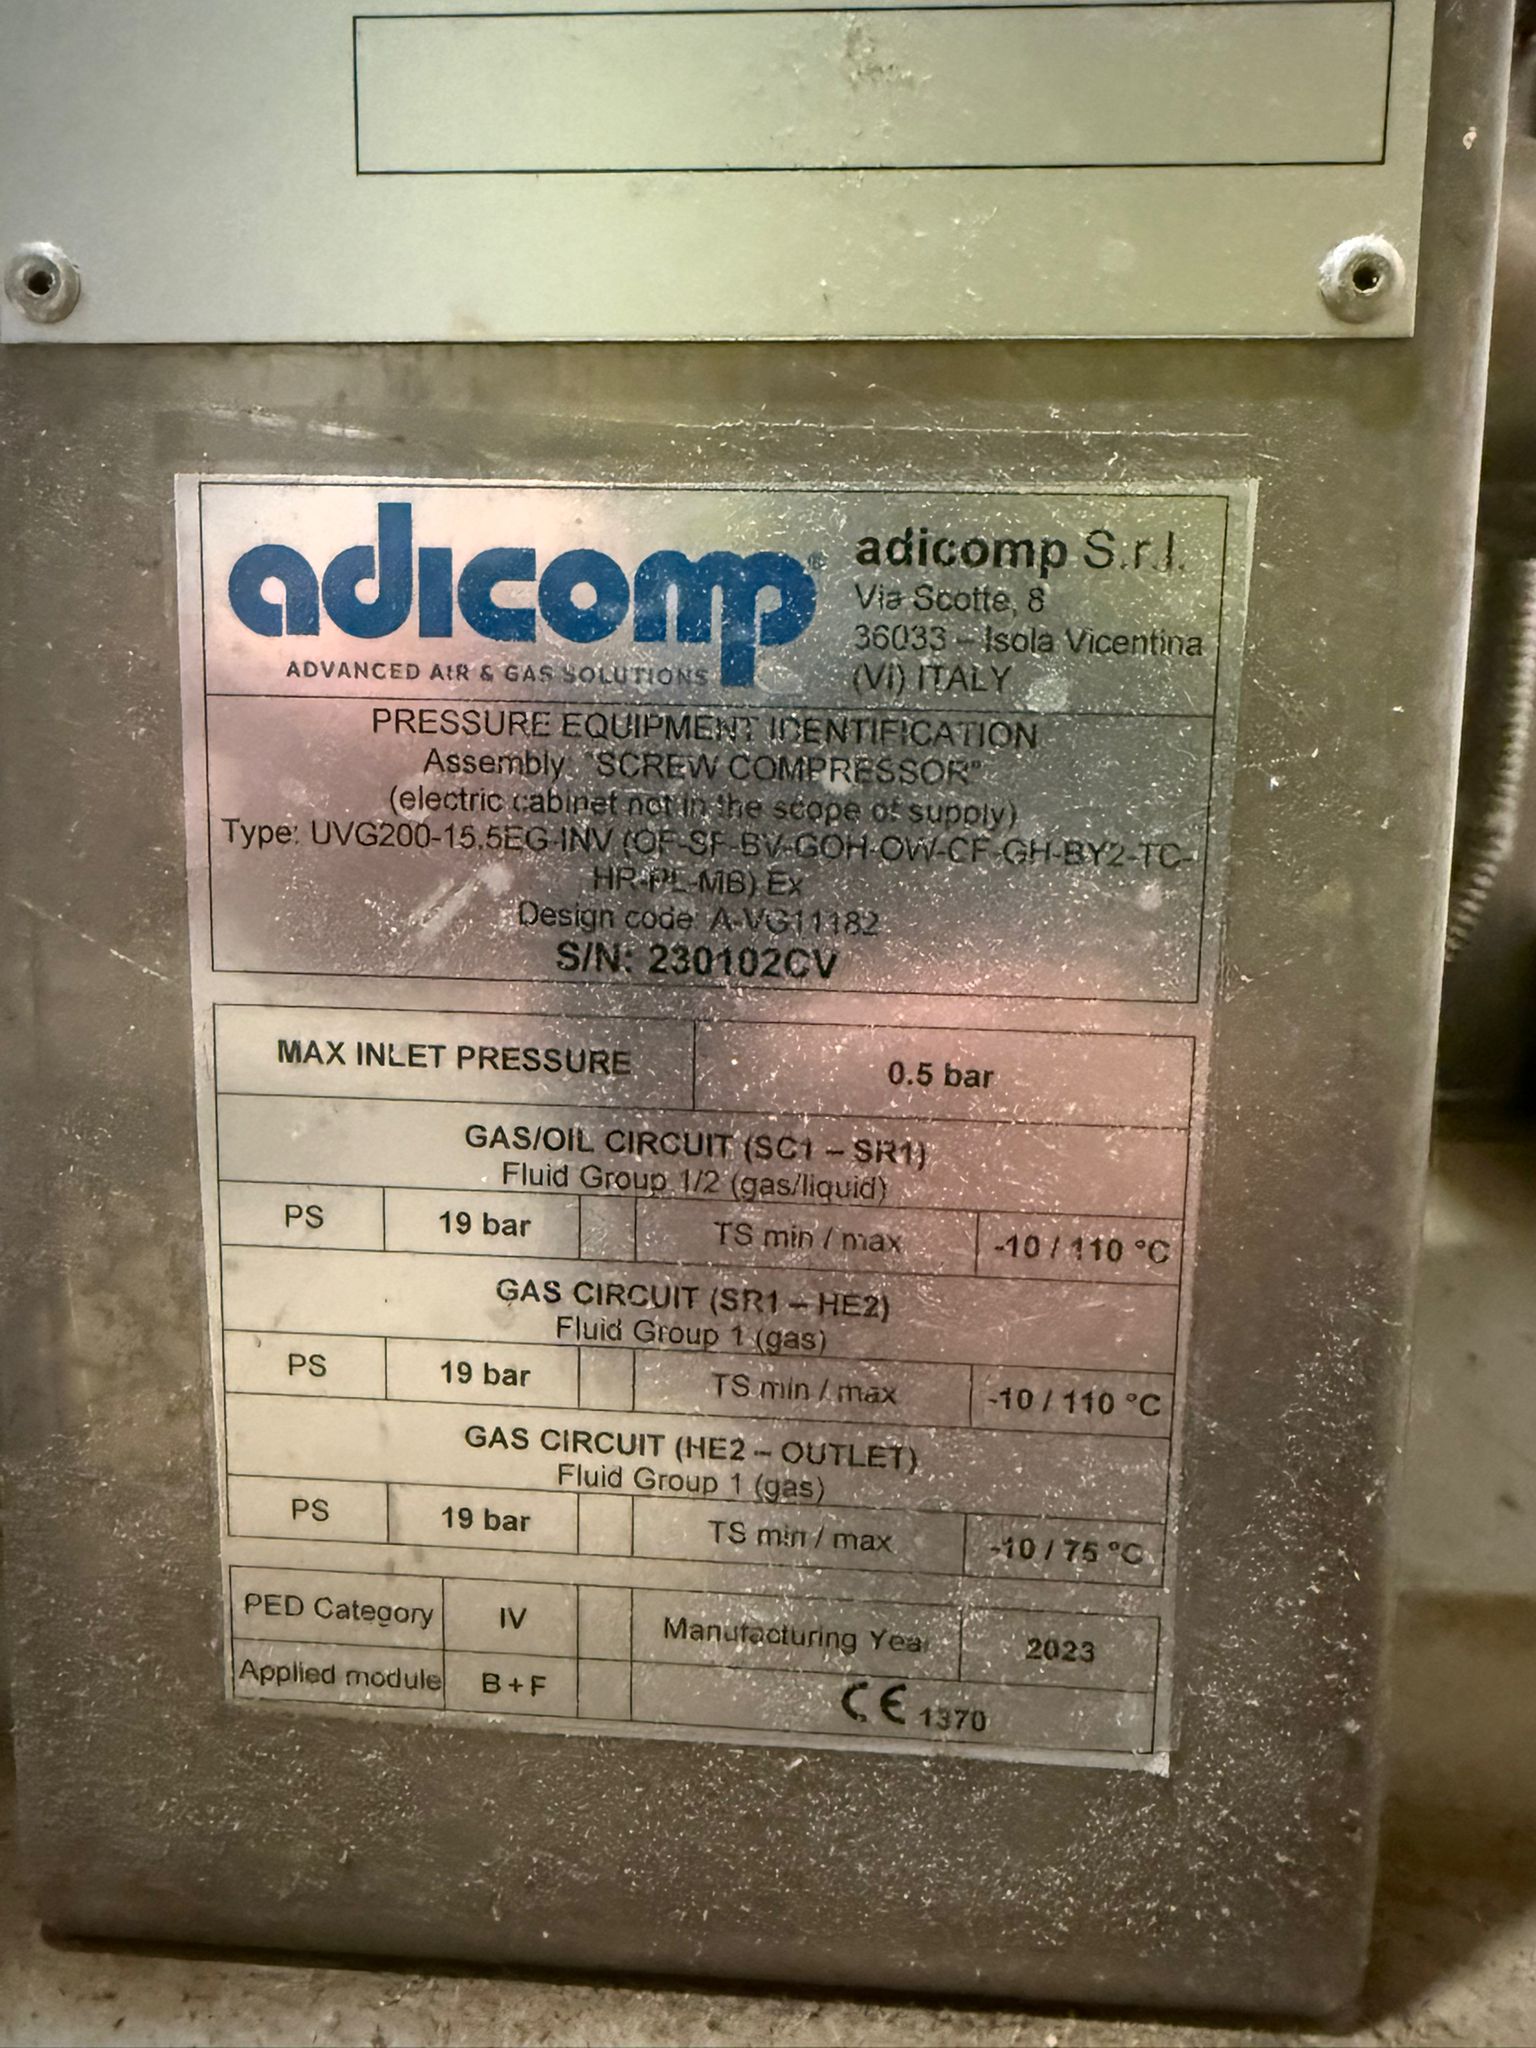 adicomp®
ADVANCED AIR & GAS SOLUTIONS
adicomp S.r.l.
Via Scotte, 8
36033 – Isola Vicentina
(VI) ITALY
PRESSURE EQUIPMENT IDENTIFICATION
Assembly: "SCREW COMPRESSOR"
(electric cabinet not in the scope of supply)
Type: UVG200-15.5EG-INV (OF-SF-BV-GOH-OW-CF-GH-BY2-TC-
HR-PL-MB) Ex
Design code: A-VG11182
S/N: 230102CV
MAX INLET PRESSURE 0.5 bar
GAS/OIL CIRCUIT (SC1 – SR1)
Fluid Group 1/2 (gas/liquid)
PS 19 bar TS min / max -10 / 110 °C
GAS CIRCUIT (SR1 – HE2)
Fluid Group 1 (gas)
PS 19 bar TS min / max -10 / 110 °C
GAS CIRCUIT (HE2 – OUTLET)
Fluid Group 1 (gas)
PS 19 bar TS min / max -10 / 75 °C
PED Category IV Manufacturing Year 2023
Applied module B + F CE 1370